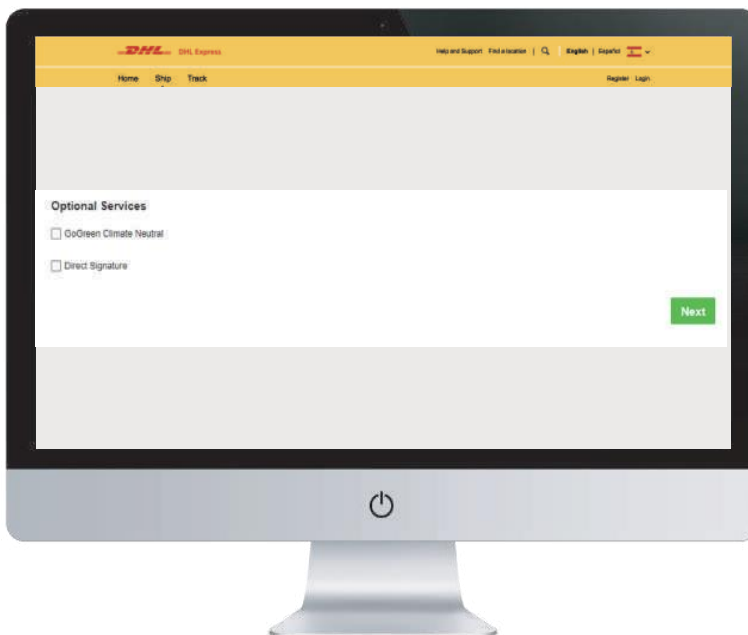 DHL DHL Express Help and Support Find a location | English | Español
Home Ship Track Register Login
Optional Services
GoGreen Climate Neutral
Direct Signature
Next